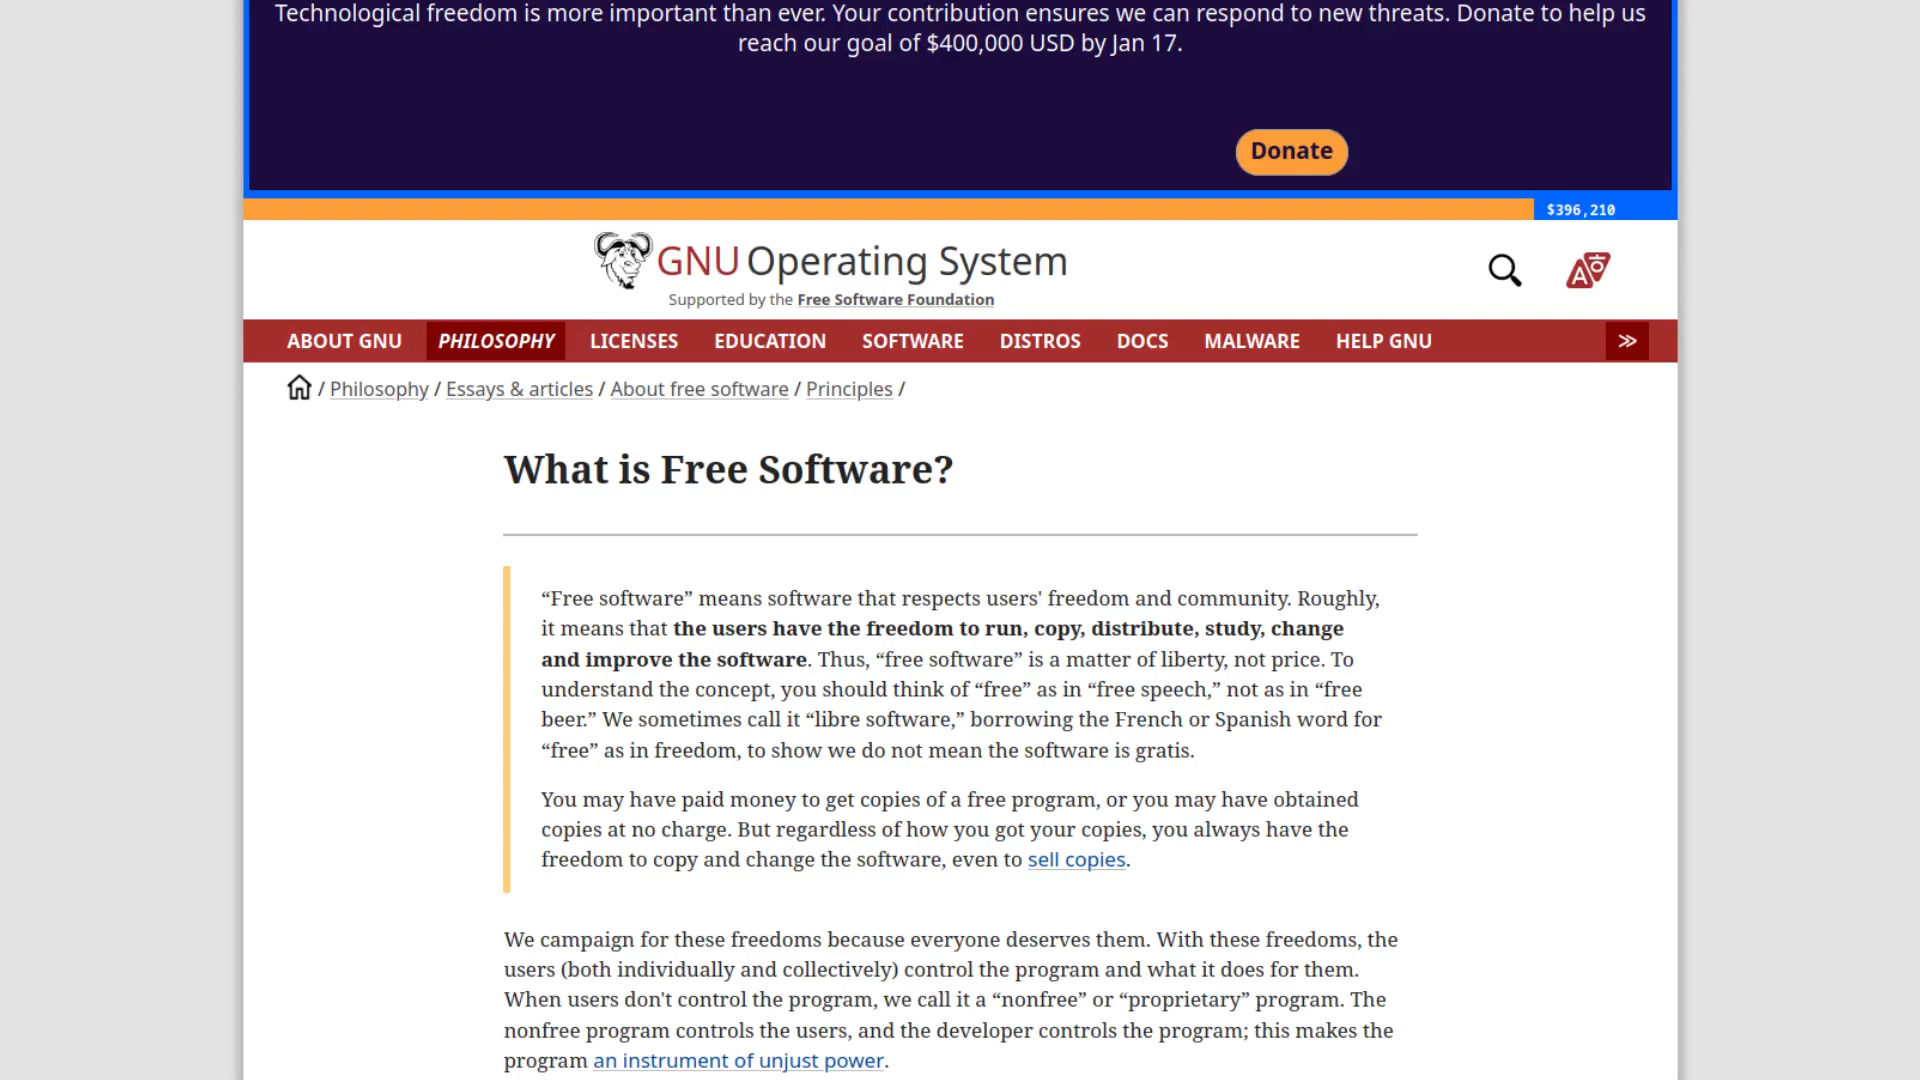 Technological freedom is more important than ever. Your contribution ensures we can respond to new threats. Donate to help us
reach our goal of $400,000 USD by Jan 17.
Donate
$396,210
GNU Operating System
Supported by the Free Software Foundation
ABOUT GNU PHILOSOPHY LICENSES EDUCATION SOFTWARE DISTROS DOCS MALWARE HELP GNU ≫
/ Philosophy / Essays & articles / About free software / Principles /
What is Free Software?
“Free software” means software that respects users' freedom and community. Roughly,
it means that the users have the freedom to run, copy, distribute, study, change
and improve the software. Thus, “free software” is a matter of liberty, not price. To
understand the concept, you should think of “free” as in “free speech,” not as in “free
beer.” We sometimes call it “libre software,” borrowing the French or Spanish word for
“free” as in freedom, to show we do not mean the software is gratis.
You may have paid money to get copies of a free program, or you may have obtained
copies at no charge. But regardless of how you got your copies, you always have the
freedom to copy and change the software, even to sell copies.
We campaign for these freedoms because everyone deserves them. With these freedoms, the
users (both individually and collectively) control the program and what it does for them.
When users don't control the program, we call it a “nonfree” or “proprietary” program. The
nonfree program controls the users, and the developer controls the program; this makes the
program an instrument of unjust power.